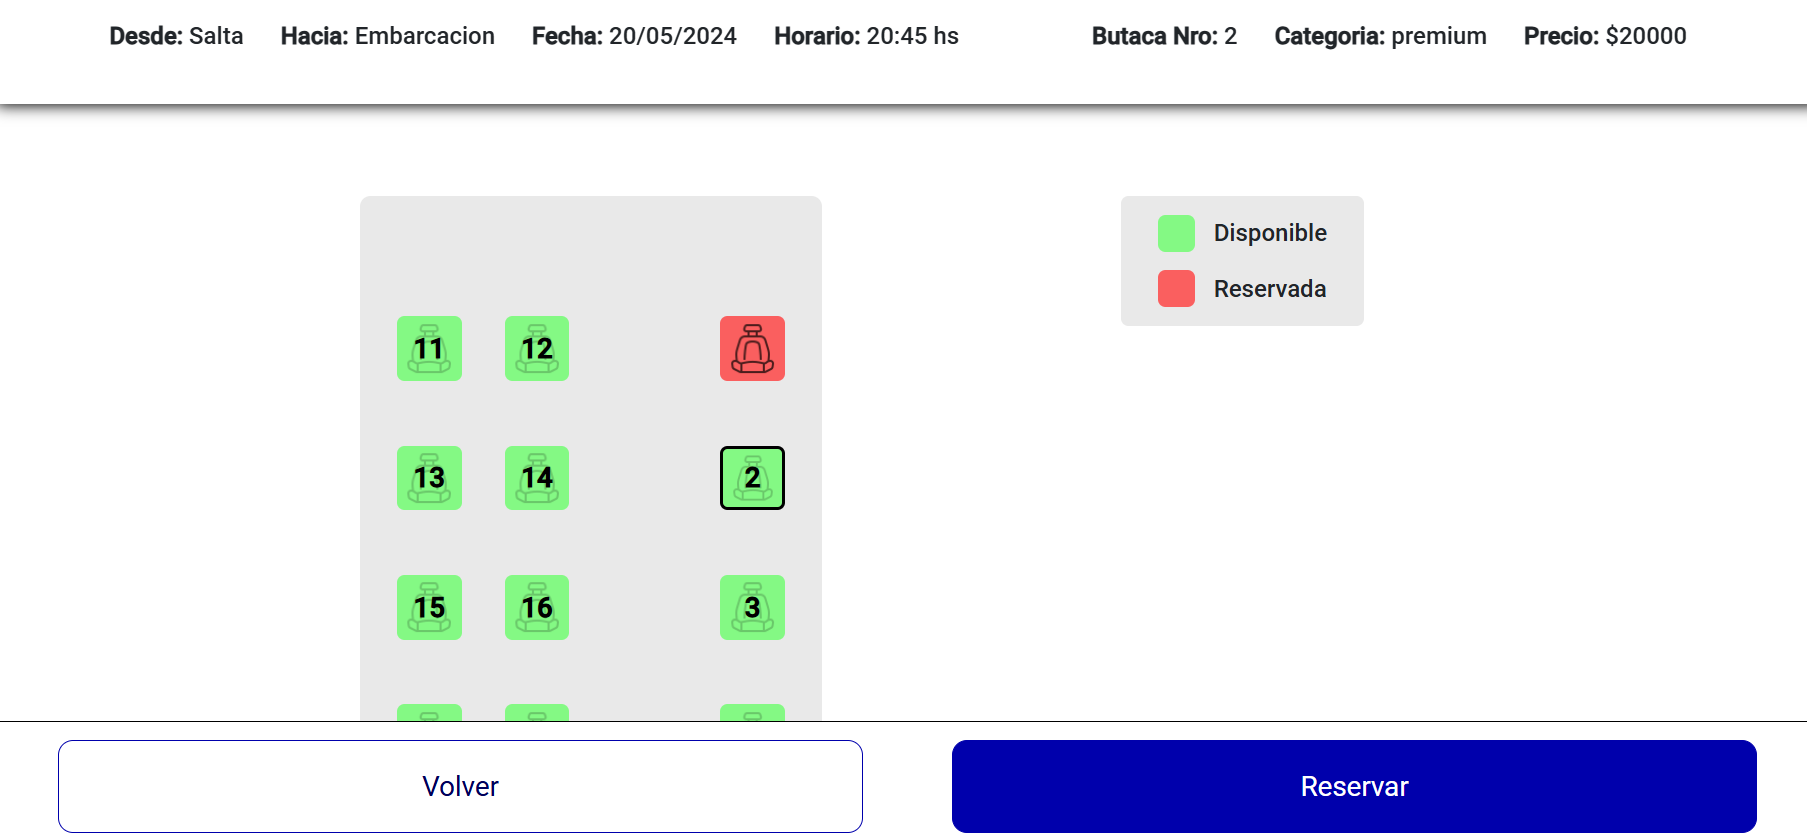 Desde: Salta Hacia: Embarcacion Fecha: 20/05/2024 Horario: 20:45 hs Butaca Nro: 2 Categoria: premium Precio: $20000
Disponible
Reservada
11 12
13 14 2
15 16 3
Volver Reservar